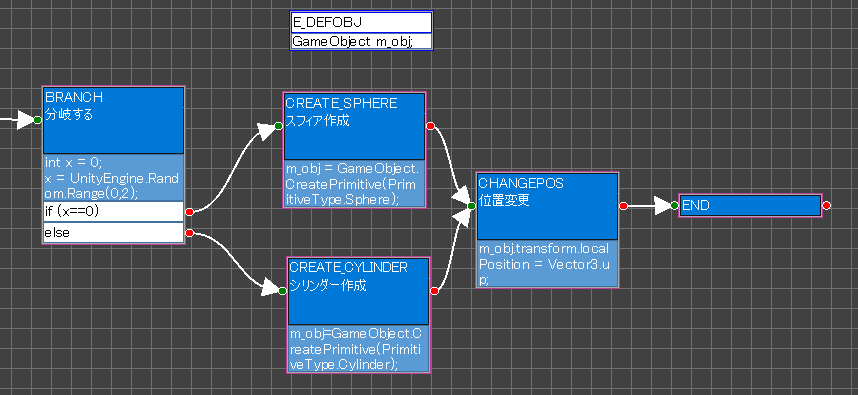 E_DEFOBJ
GameObject m_obj;
BRANCH
分岐する
int x = 0;
x = UnityEngine.Ran
dom.Range(0,2);
if (x==0)
else
CREATE_SPHERE
スフィア作成
m_obj = GameObject.
CreatePrimitive(Prim
itiveType.Sphere);
CREATE_CYLINDER
シリンダー作成
m_obj=GameObject.C
reatePrimitive(Primiti
veType.Cylinder);
CHANGEPOS
位置変更
m_obj.transform.local
Position = Vector3.u
p;
END